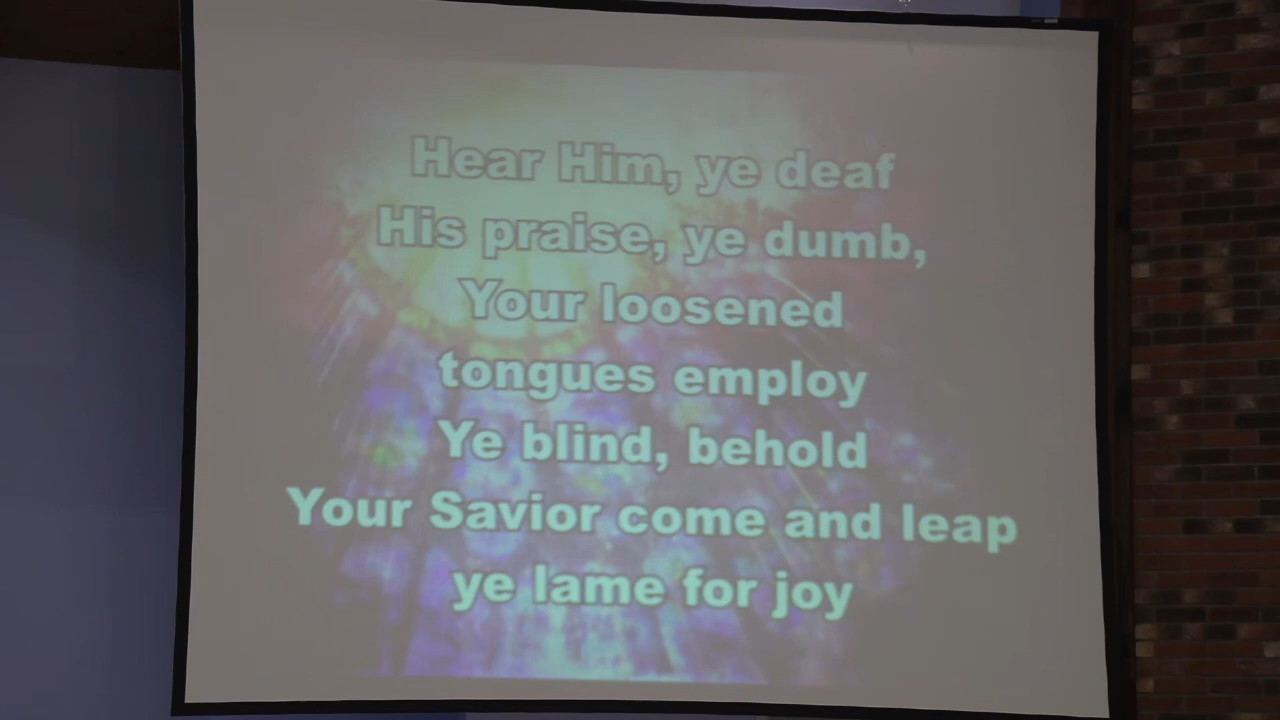 Hear Him, ye deaf
His praise, ye dumb,
Your loosened
tongues employ
Ye blind, behold
Your Savior come and leap
ye lame for joy